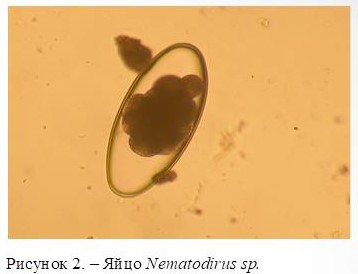 Рисунок 2. – Яйцо Nematodirus sp.